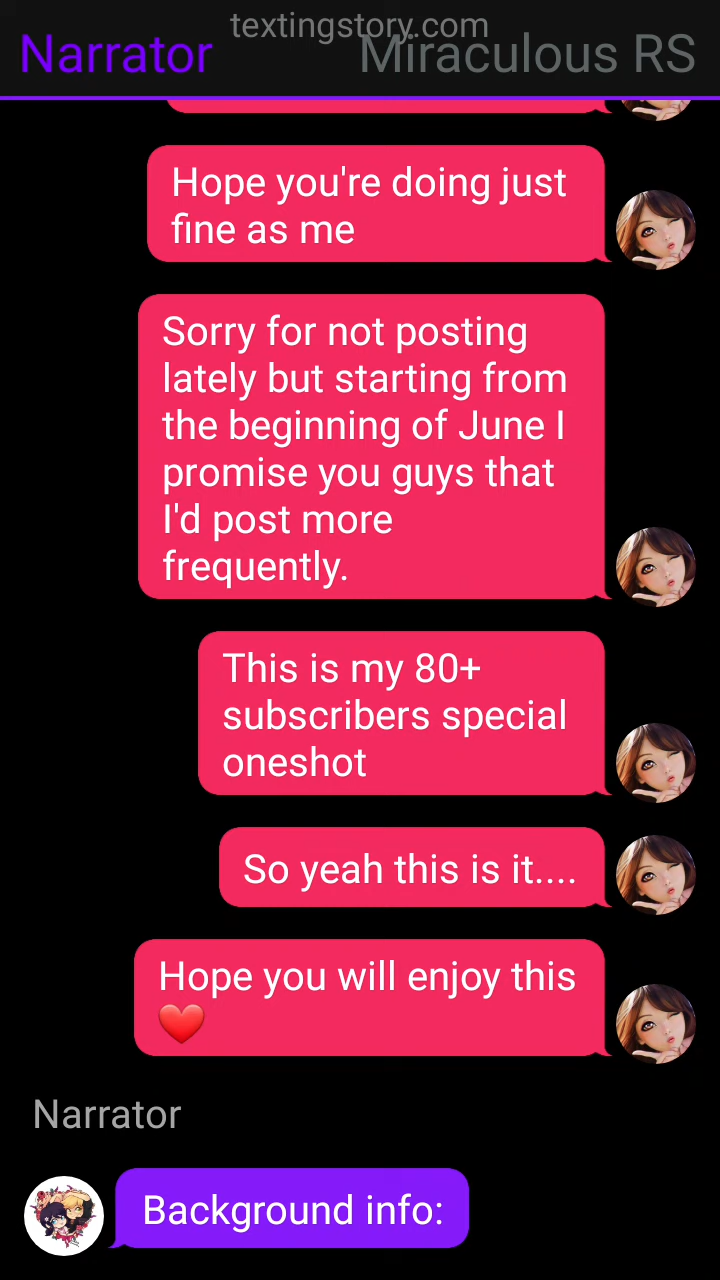 textingstory.com
Narrator
Miraculous RS
Hope you're doing just
fine as me
Sorry for not posting
lately but starting from
the beginning of June I
promise you guys that
I'd post more
frequently.
This is my 80+
subscribers special
oneshot
So yeah this is it....
Hope you will enjoy this
❤️
Narrator
Background info: